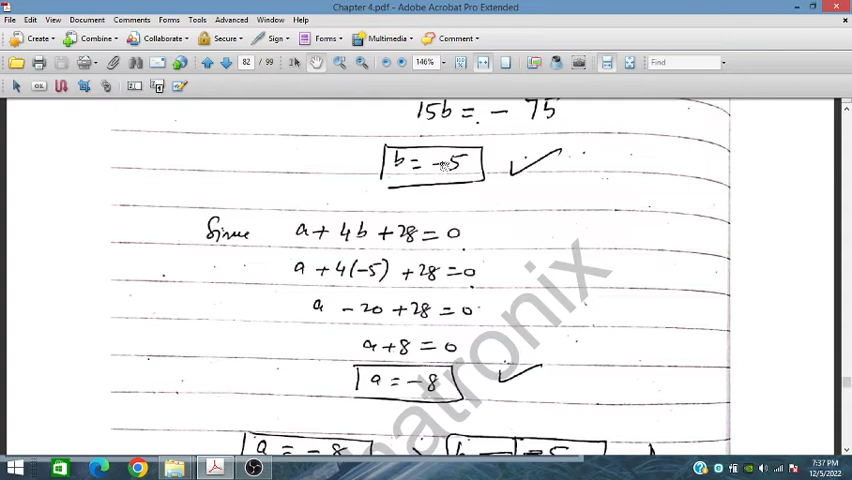 Chapter 4.pdf - Adobe Acrobat Pro Extended
File Edit View Document Comments Forms Tools Advanced Window Help
Create Combine Collaborate Secure Sign Forms Multimedia Comment
82 / 99 146% Find
15b = - 75
b = -5
Since a + 4b + 28 = 0
a + 4(-5) + 28 = 0
a - 20 + 28 = 0
a + 8 = 0
a = -8
a = - 8
7:37 PM
12/5/2022